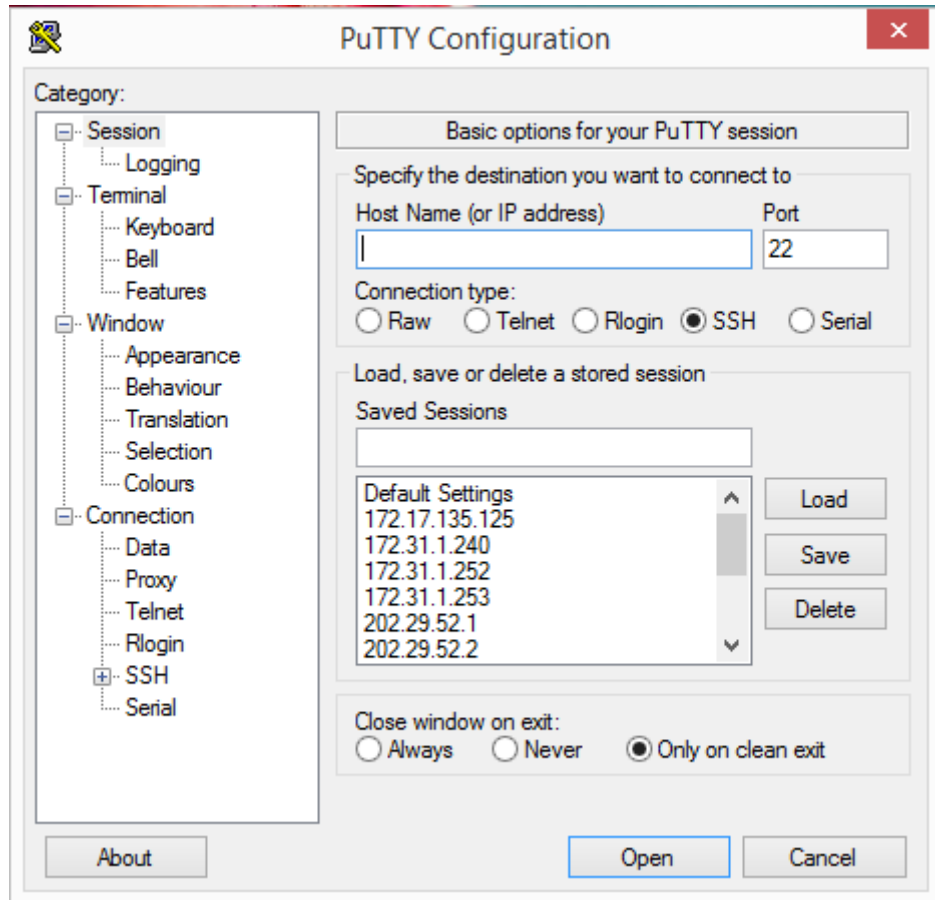 PuTTY Configuration
Category:
Session
Logging
Terminal
Keyboard
Bell
Features
Window
Appearance
Behaviour
Translation
Selection
Colours
Connection
Data
Proxy
Telnet
Rlogin
SSH
Serial
Basic options for your PuTTY session
Specify the destination you want to connect to
Host Name (or IP address) Port
22
Connection type:
Raw Telnet Rlogin SSH Serial
Load, save or delete a stored session
Saved Sessions
Default Settings
172.17.135.125
172.31.1.240
172.31.1.252
172.31.1.253
202.29.52.1
202.29.52.2
Load
Save
Delete
Close window on exit:
Always Never Only on clean exit
About Open Cancel